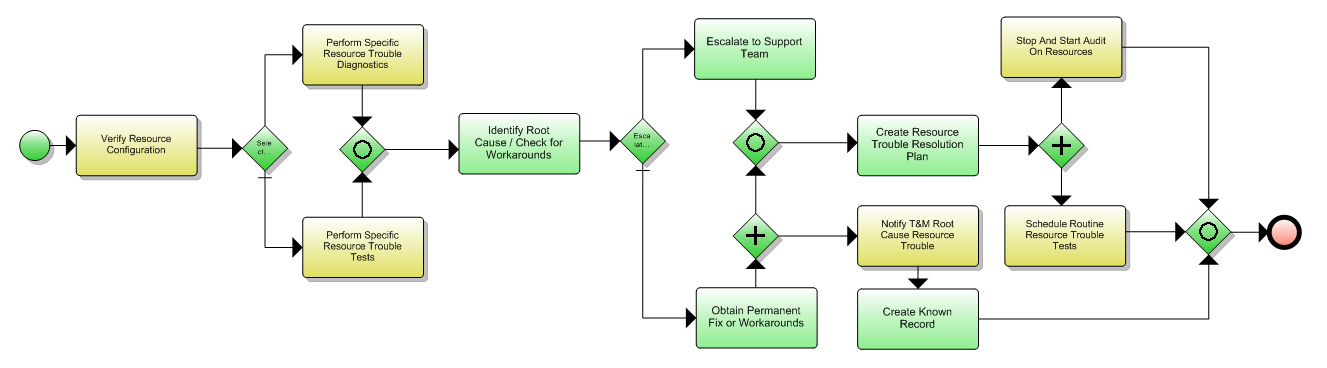 Verify Resource
Configuration
Sele
ct...
Perform Specific
Resource Trouble
Diagnostics
Perform Specific
Resource Trouble
Tests
Identify Root
Cause / Check for
Workarounds
Esca
lat...
Escalate to Support
Team
Obtain Permanent
Fix or Workarounds
Create Resource
Trouble Resolution
Plan
Notify T&M Root
Cause Resource
Trouble
Create Known
Record
Stop And Start Audit
On Resources
Schedule Routine
Resource Trouble
Tests